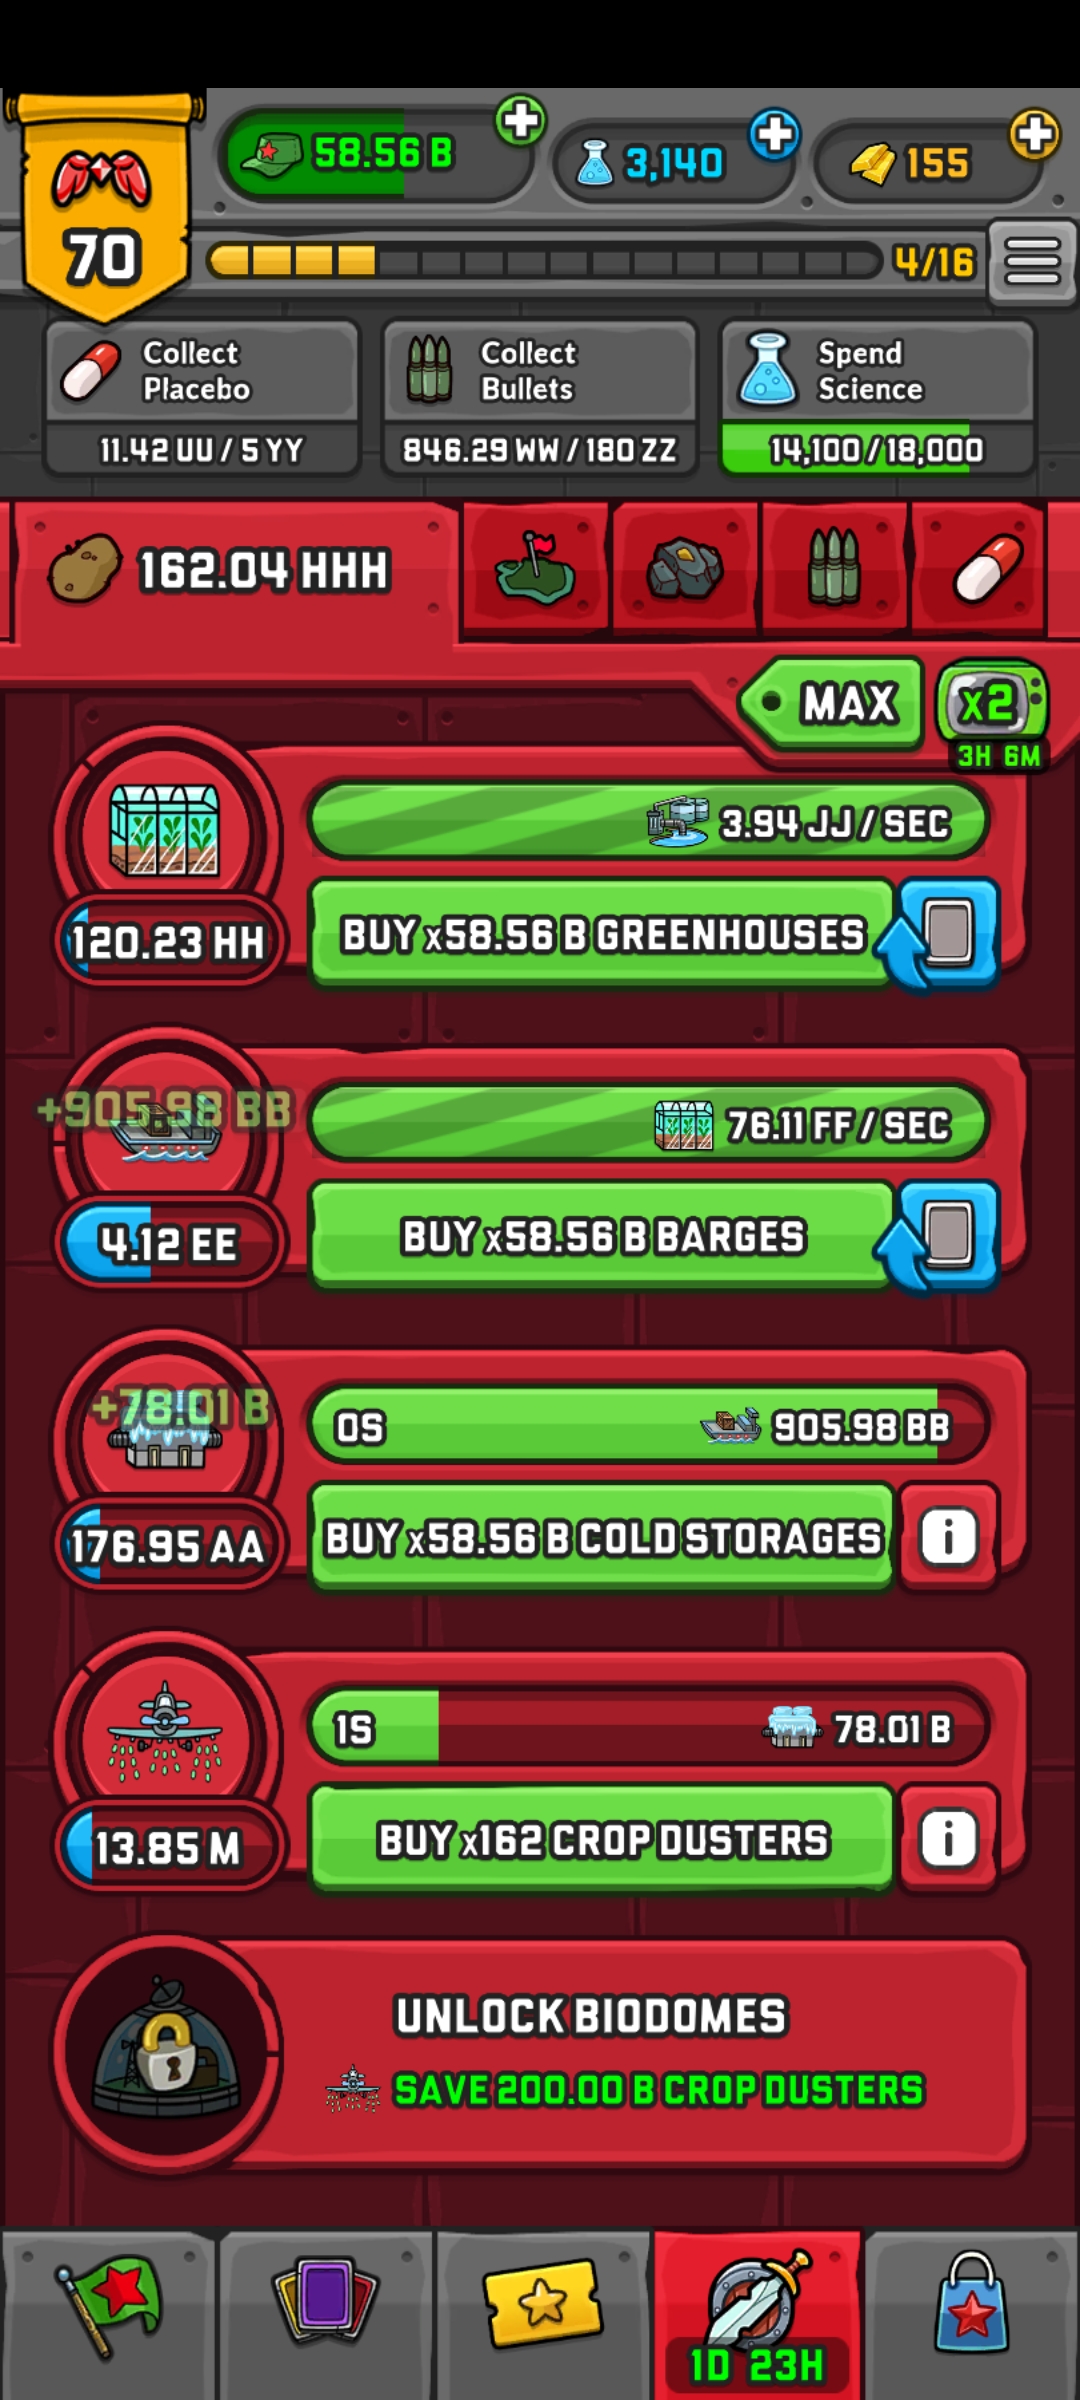 58.56 B
3,140
155
70
4/16
Collect Placebo
11.42 UU / 5 YY
Collect Bullets
846.29 WW / 180 ZZ
Spend Science
14,100 / 18,000
162.04 HHH
MAX
x2
3H 6M
3.94 JJ / SEC
120.23 HH
BUY x58.56 B GREENHOUSES
+905.98 BB
76.11 FF / SEC
4.12 EE
BUY x58.56 B BARGES
+78.01 B
0S
905.98 BB
176.95 AA
BUY x58.56 B COLD STORAGES
i
1S
78.01 B
13.85 M
BUY x162 CROP DUSTERS
i
UNLOCK BIODOMES
SAVE 200.00 B CROP DUSTERS
1D 23H